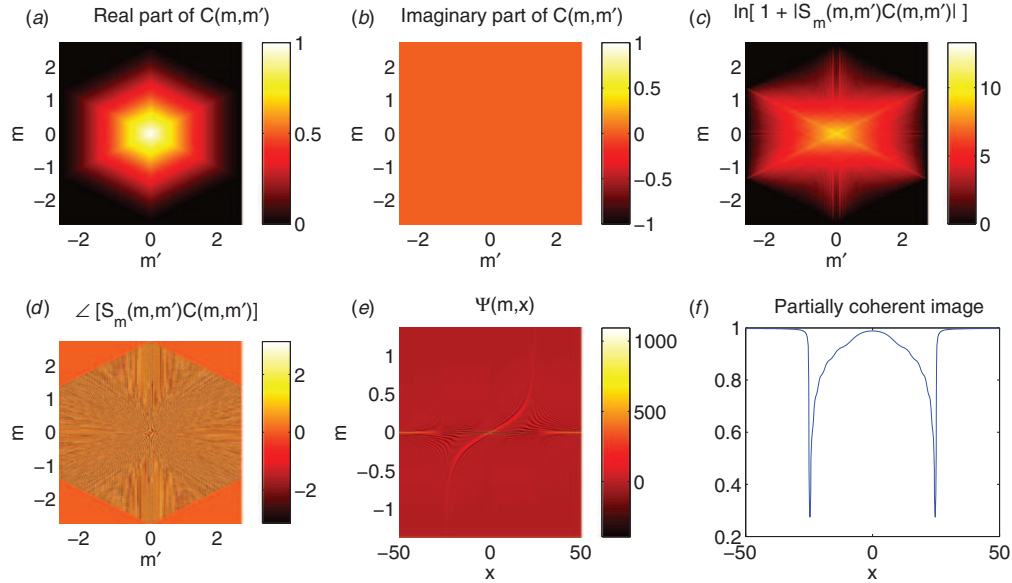 (a) Real part of C(m,m′)
1
0.5
0
2
1
0
−1
−2
m
−2 0 2
m′
(b) Imaginary part of C(m,m′)
1
0.5
0
−0.5
−1
2
1
0
−1
−2
m
−2 0 2
m′
(c) ln[ 1 + |S_m(m,m′)C(m,m′)| ]
10
5
0
2
1
0
−1
−2
m
−2 0 2
m′
(d) ∠ [S_m(m,m′)C(m,m′)]
2
0
−2
2
1
0
−1
−2
m
−2 0 2
m′
(e) Ψ(m,x)
1000
500
0
1
0.5
0
−0.5
−1
m
−50 0 50
x
(f) Partially coherent image
1
0.8
0.6
0.4
0.2
−50 0 50
x